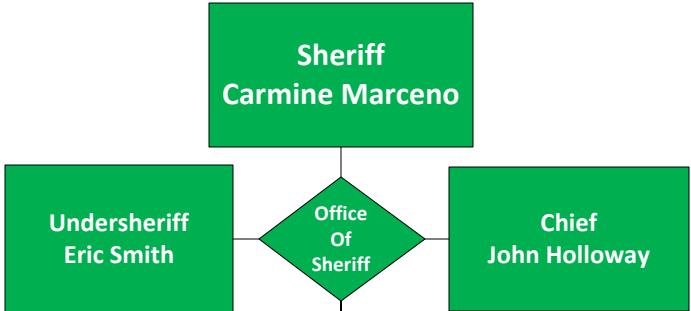 Sheriff
Carmine Marceno
Undersheriff
Eric Smith
Office
Of
Sheriff
Chief
John Holloway